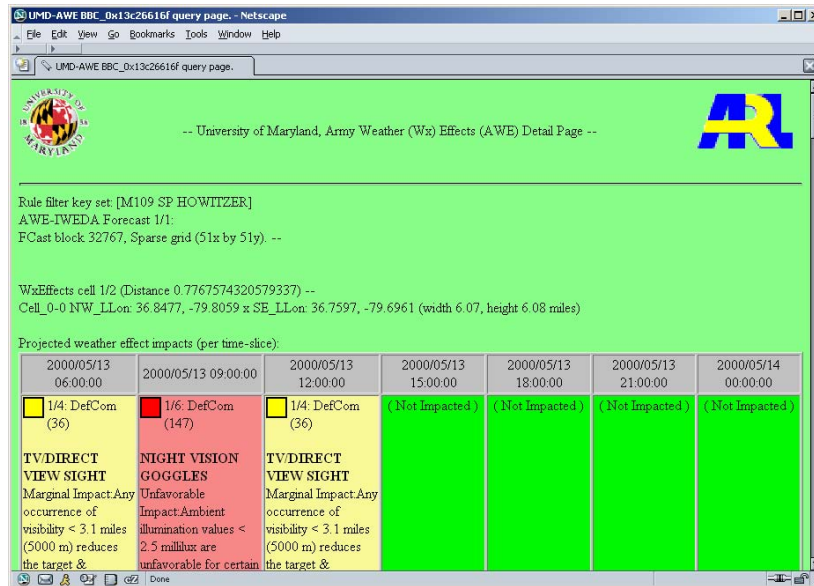 UMD-AWE BBC_0x13c26616f query page. - Netscape
File Edit View Go Bookmarks Tools Window Help
UMD-AWE BBC_0x13c26616f query page.
UNIVERSITY OF
18 56
MARYLAND
-- University of Maryland, Army Weather (Wx) Effects (AWE) Detail Page --
ARL
Rule filter key set: [M109 SP HOWITZER]
AWE-IWEDA Forecast 1/1:
FCast block 32767, Sparse grid (51x by 51y). --
WxEffects cell 1/2 (Distance 0.7767574320579337) --
Cell_0-0 NW_LLon: 36.8477, -79.8059 x SE_LLon: 36.7597, -79.6961 (width 6.07, height 6.08 miles)
Projected weather effect impacts (per time-slice):
2000/05/13 06:00:00
2000/05/13 09:00:00
2000/05/13 12:00:00
2000/05/13 15:00:00
2000/05/13 18:00:00
2000/05/13 21:00:00
2000/05/14 00:00:00
1/4: DefCom
(36)
TV/DIRECT
VIEW SIGHT
Marginal Impact:Any
occurrence of
visibility < 3.1 miles
(5000 m) reduces
the target &
1/6: DefCom
(147)
NIGHT VISION
GOGGLES
Unfavorable
Impact:Ambient
illumination values <
2.5 millilux are
unfavorable for certain
1/4: DefCom
(36)
TV/DIRECT
VIEW SIGHT
Marginal Impact:Any
occurrence of
visibility < 3.1 miles
(5000 m) reduces
the target &
( Not Impacted )
( Not Impacted )
( Not Impacted )
( Not Impacted )
Done